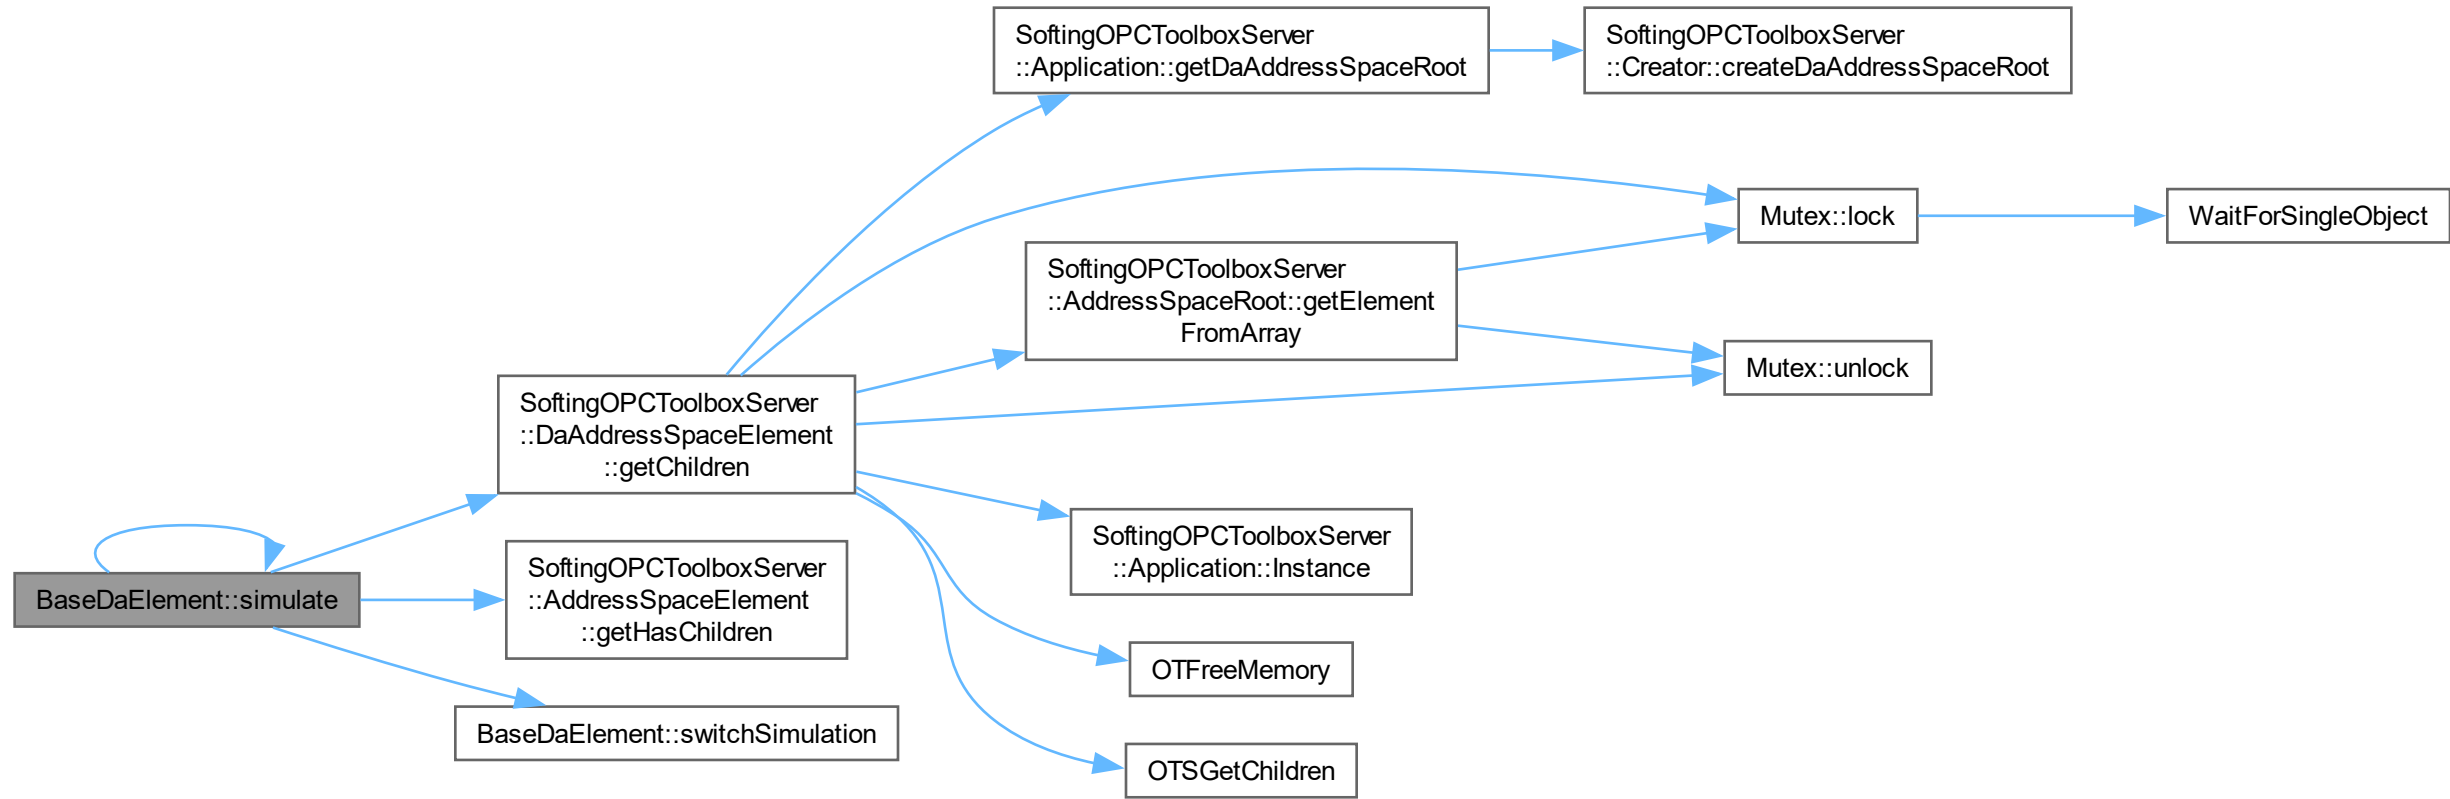 BaseDaElement::simulate
SoftingOPCToolboxServer
::DaAddressSpaceElement
::getChildren
SoftingOPCToolboxServer
::AddressSpaceElement
::getHasChildren
BaseDaElement::switchSimulation
SoftingOPCToolboxServer
::Application::getDaAddressSpaceRoot
SoftingOPCToolboxServer
::AddressSpaceRoot::getElement
FromArray
SoftingOPCToolboxServer
::Application::Instance
OTFreeMemory
OTSGetChildren
SoftingOPCToolboxServer
::Creator::createDaAddressSpaceRoot
Mutex::lock
Mutex::unlock
WaitForSingleObject